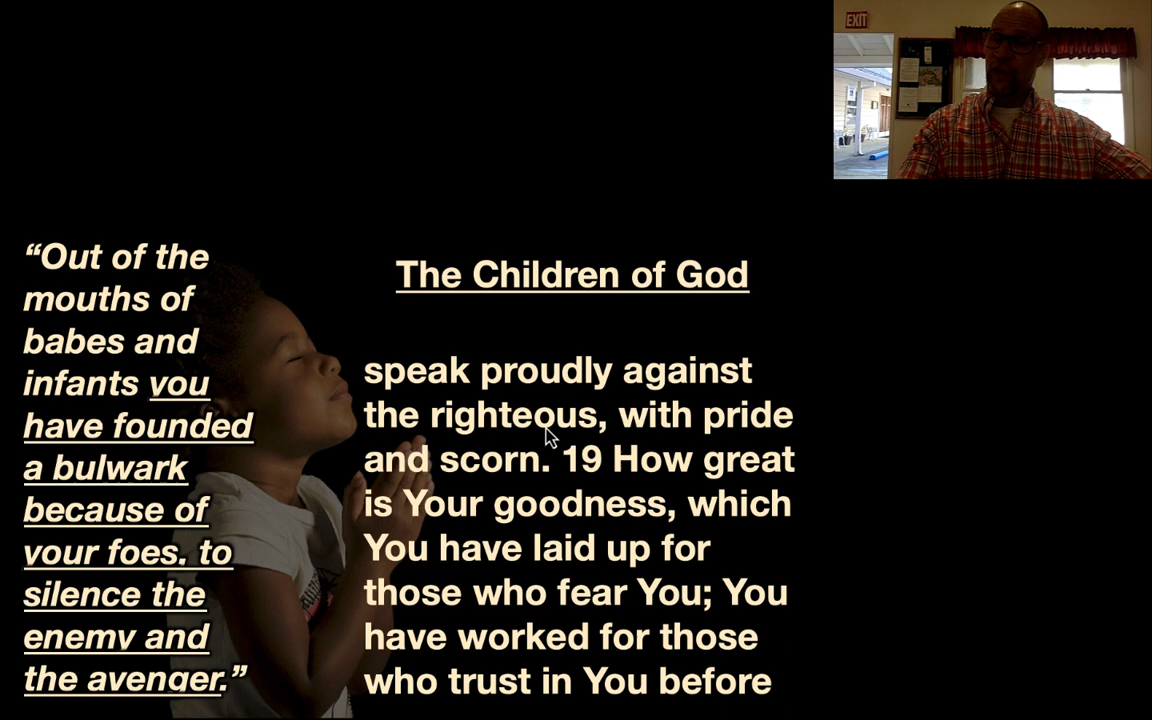 EXIT
“Out of the
mouths of
babes and
infants you
have founded
a bulwark
because of
your foes, to
silence the
enemy and
the avenger.”
The Children of God
speak proudly against
the righteous, with pride
and scorn. 19 How great
is Your goodness, which
You have laid up for
those who fear You; You
have worked for those
who trust in You before